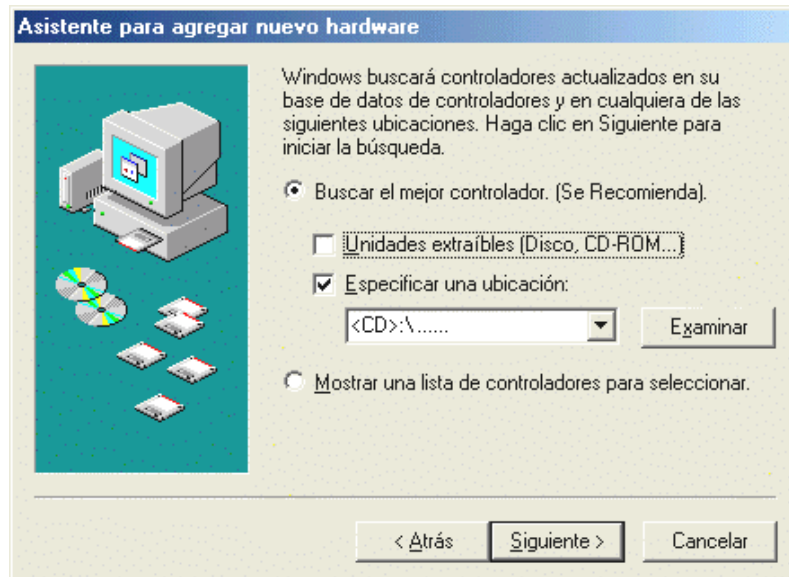 Asistente para agregar nuevo hardware
Windows buscará controladores actualizados en su
base de datos de controladores y en cualquiera de las
siguientes ubicaciones. Haga clic en Siguiente para
iniciar la búsqueda.
Buscar el mejor controlador. (Se Recomienda).
Unidades extraíbles (Disco, CD-ROM...)
Especificar una ubicación:
<CD>:\......
Examinar
Mostrar una lista de controladores para seleccionar.
< Atrás
Siguiente >
Cancelar